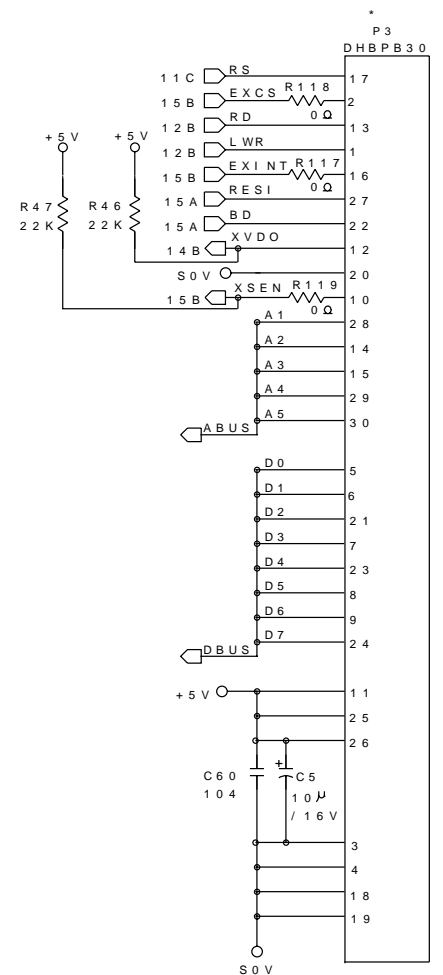 *
P3
DHBPB30
11C RS 17
15B EXCS R118 0Ω 2
12B RD 13
12B LWR 1
15B EXINT R117 0Ω 16
15A RESI 27
15A BD 22
+5V +5V
R47 22K
R46 22K
14B XVDO 12
S0V 20
15B XSEN R119 0Ω 10
A1 28
A2 14
A3 15
A4 29
A5 30
ABUS
D0 5
D1 6
D2 21
D3 7
D4 23
D5 8
D6 9
D7 24
DBUS
+5V 11
25
26
C60 104
+ C5 10μ /16V
3
4
18
19
S0V